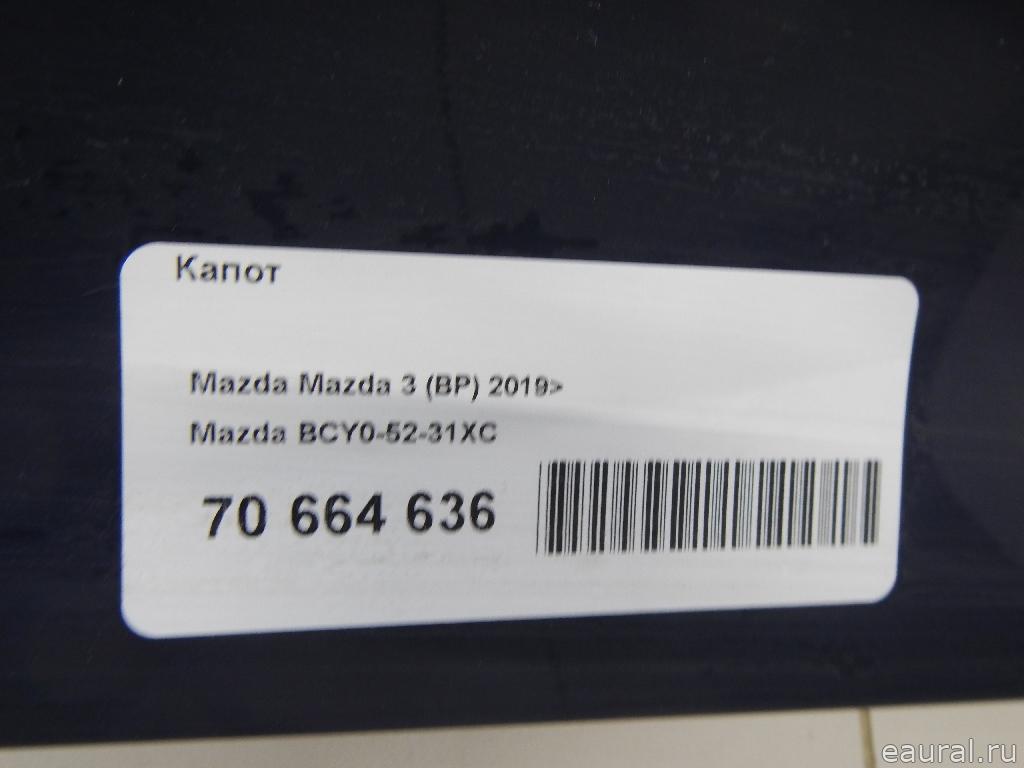 Капот
Mazda Mazda 3 (BP) 2019>
Mazda BCY0-52-31XC
70 664 636
eaural.ru